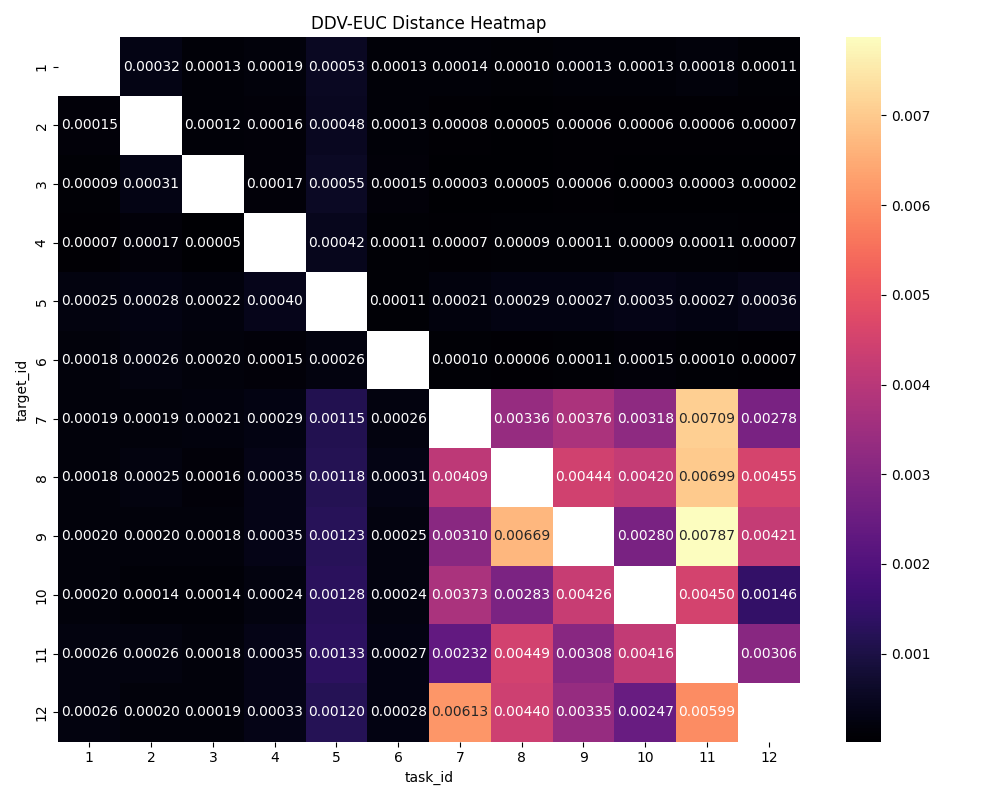 DDV-EUC Distance Heatmap
1 0.00032 0.00013 0.00019 0.00053 0.00013 0.00014 0.00010 0.00013 0.00013 0.00018 0.00011
2 0.00015 0.00012 0.00016 0.00048 0.00013 0.00008 0.00005 0.00006 0.00006 0.00006 0.00007
3 0.00009 0.00031 0.00017 0.00055 0.00015 0.00003 0.00005 0.00006 0.00003 0.00003 0.00002
4 0.00007 0.00017 0.00005 0.00042 0.00011 0.00007 0.00009 0.00011 0.00009 0.00011 0.00007
5 0.00025 0.00028 0.00022 0.00040 0.00011 0.00021 0.00029 0.00027 0.00035 0.00027 0.00036
6 0.00018 0.00026 0.00020 0.00015 0.00026 0.00010 0.00006 0.00011 0.00015 0.00010 0.00007
7 0.00019 0.00019 0.00021 0.00029 0.00115 0.00026 0.00336 0.00376 0.00318 0.00709 0.00278
8 0.00018 0.00025 0.00016 0.00035 0.00118 0.00031 0.00409 0.00444 0.00420 0.00699 0.00455
9 0.00020 0.00020 0.00018 0.00035 0.00123 0.00025 0.00310 0.00669 0.00280 0.00787 0.00421
10 0.00020 0.00014 0.00014 0.00024 0.00128 0.00024 0.00373 0.00283 0.00426 0.00450 0.00146
11 0.00026 0.00026 0.00018 0.00035 0.00133 0.00027 0.00232 0.00449 0.00308 0.00416 0.00306
12 0.00026 0.00020 0.00019 0.00033 0.00120 0.00028 0.00613 0.00440 0.00335 0.00247 0.00599
1 2 3 4 5 6 7 8 9 10 11 12
task_id
target_id
0.007
0.006
0.005
0.004
0.003
0.002
0.001